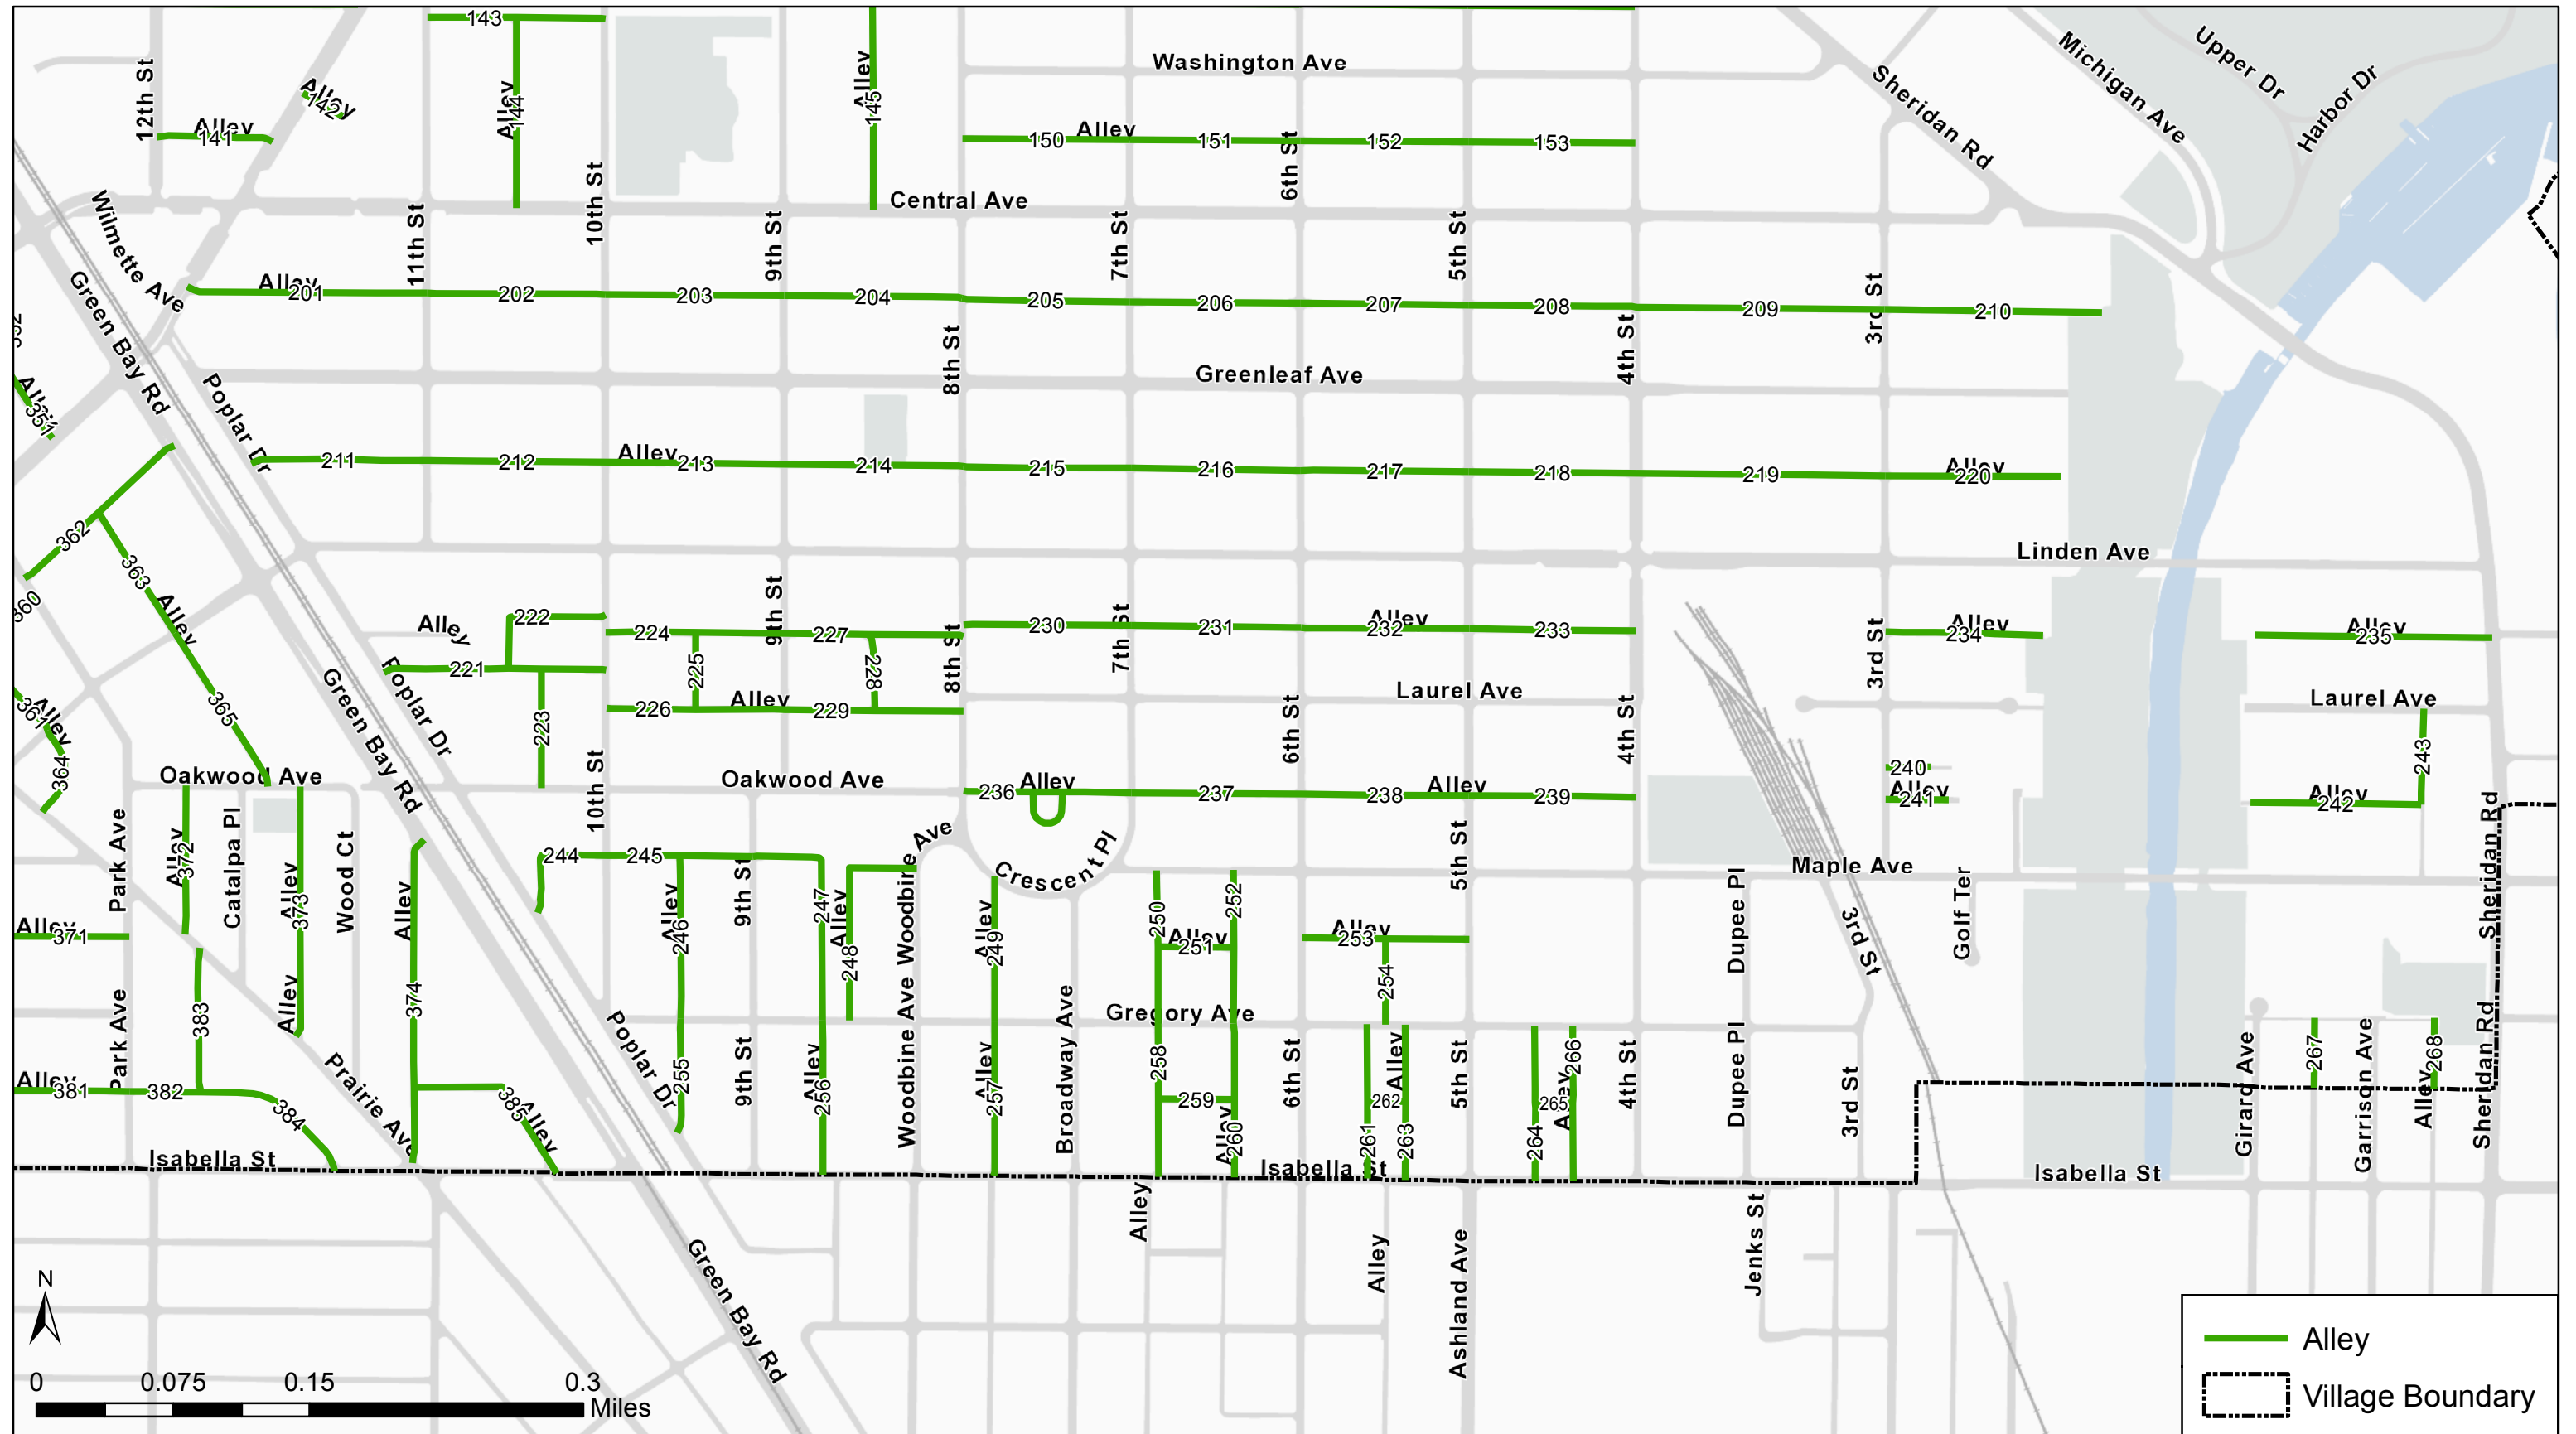 143
12th St
Alley
141
Alley
142
Alley
144
Alley
145
Washington Ave
Alley
150
151
152
153
6th St
Sheridan Rd
Michigan Ave
Upper Dr
Harbor Dr
Central Ave
Wilmette Ave
11th St
10th St
9th St
7th St
5th St
3rd St
Alley
201
202
203
204
205
206
207
208
209
210
Green Bay Rd
Poplar Dr
8th St
4th St
Greenleaf Ave
Alley
351
211
212
Alley
213
214
215
216
217
218
219
Alley
220
362
363
Alley
360
Linden Ave
Alley
222
224
9th St
227
8th St
230
7th St
231
Alley
232
233
3rd St
Alley
234
Alley
235
221
225
228
Poplar Dr
226
Alley
229
223
Laurel Ave
Laurel Ave
365
Green Bay Rd
361
Alley
364
6th St
4th St
243
Oakwood Ave
10th St
Oakwood Ave
236
Alley
237
238
Alley
239
240
Alley
241
Alley
242
Park Ave
Alley
372
Catalpa Pl
Alley
373
Wood Ct
Alley
244
245
Woodbine Ave
Crescent Pl
5th St
Maple Ave
Sheridan Rd
Alley
371
Alley
246
9th St
247
Alley
248
Woodbine Ave
Alley
249
250
252
Alley
251
Alley
253
254
Dupee Pl
3rd St
Golf Ter
383
Alley
374
Gregory Ave
Park Ave
Poplar Dr
Prairie Ave
Alley
381
382
384
385
Alley
255
9th St
Alley
256
Woodbine Ave
Alley
257
Broadway Ave
258
259
Alley
260
6th St
261
262
Alley
263
5th St
264
265
Alley
266
4th St
Dupee Pl
3rd St
Girard Ave
267
Garrison Ave
268
Alley
Sheridan Rd
Isabella St
Isabella St
Isabella St
Alley
Alley
Ashland Ave
Jenks St
Green Bay Rd
N
0 0.075 0.15 0.3
Miles
Alley
Village Boundary